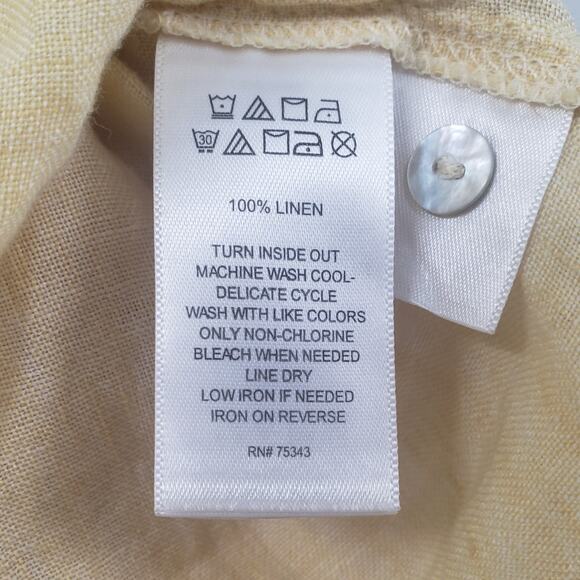 30
100% LINEN
TURN INSIDE OUT
MACHINE WASH COOL-
DELICATE CYCLE
WASH WITH LIKE COLORS
ONLY NON-CHLORINE
BLEACH WHEN NEEDED
LINE DRY
LOW IRON IF NEEDED
IRON ON REVERSE
RN# 75343